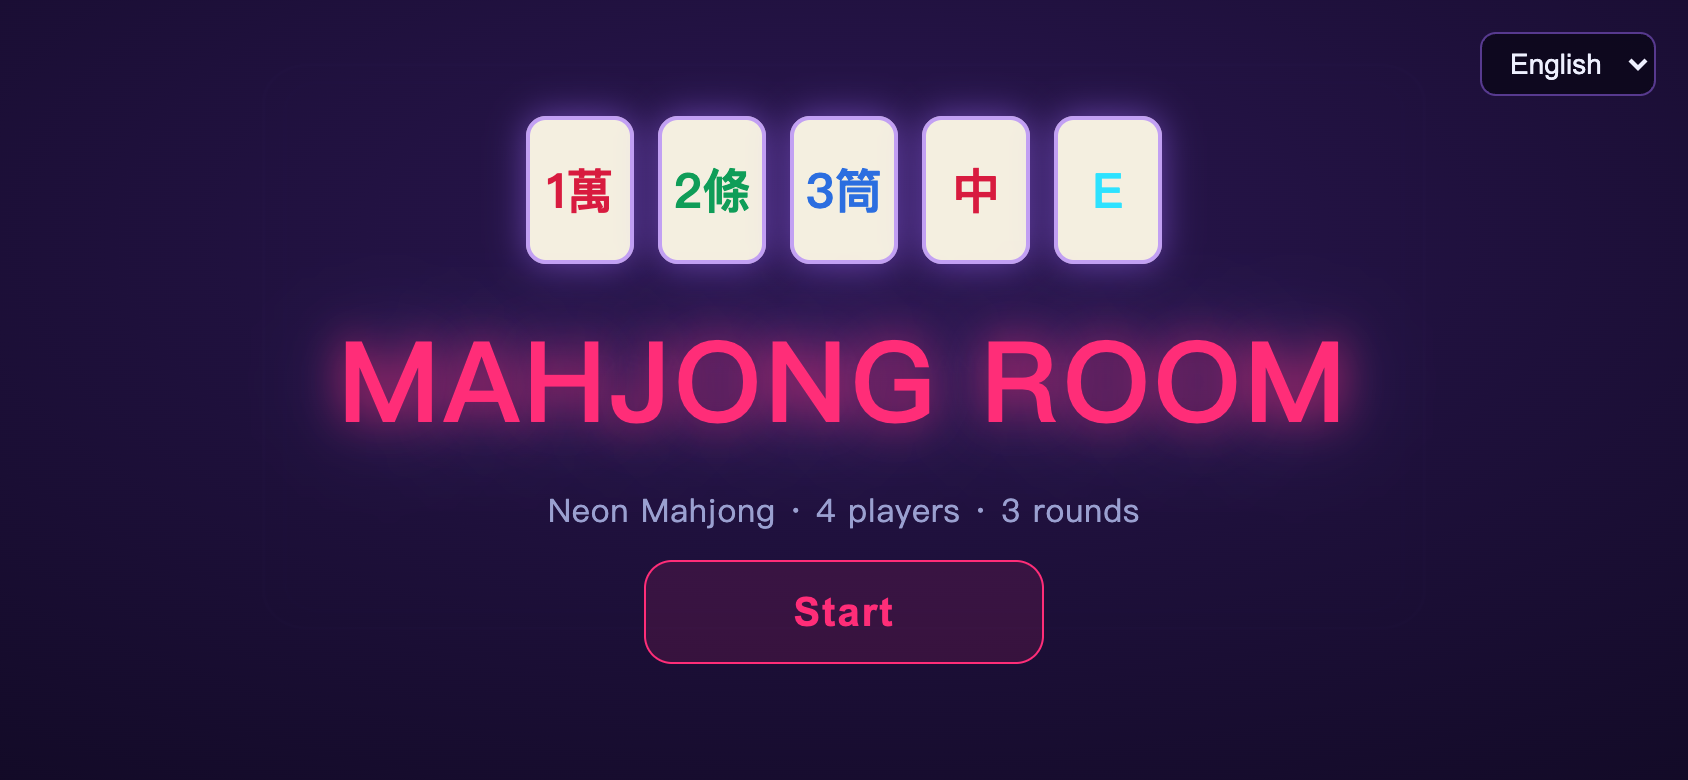 English
1萬 2條 3筒 中 E
MAHJONG ROOM
Neon Mahjong · 4 players · 3 rounds
Start